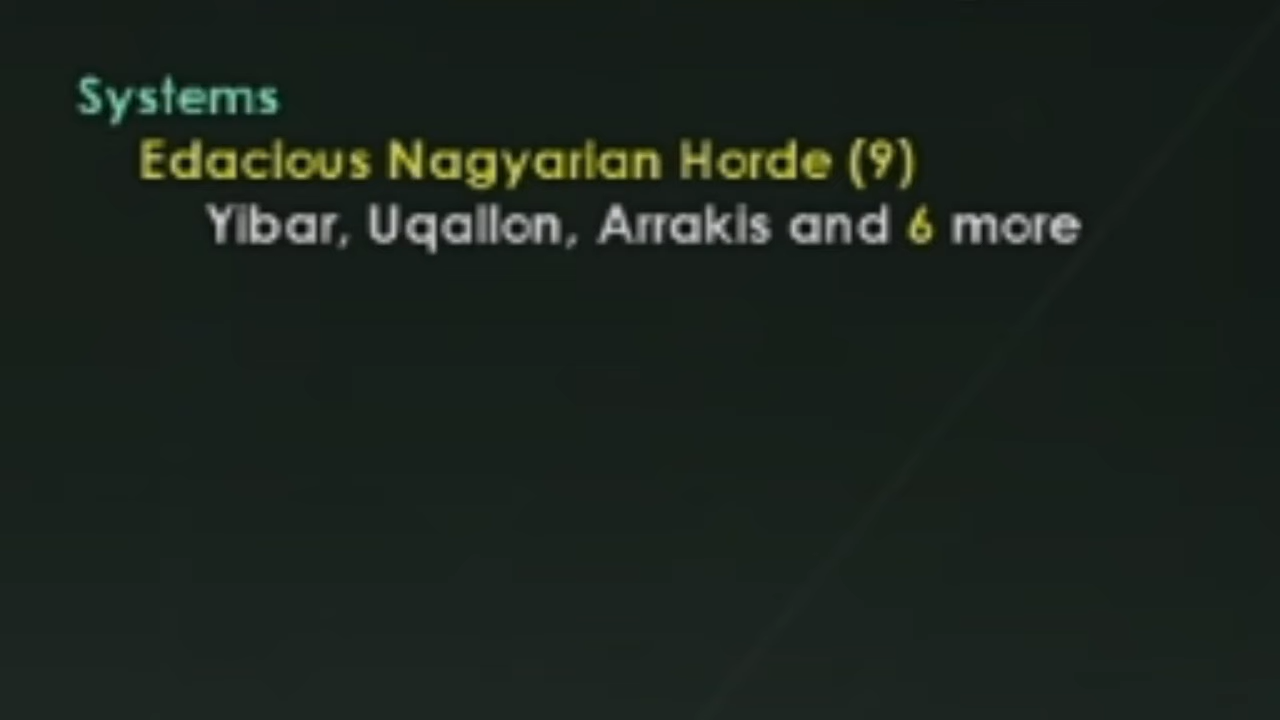 Systems
Edacious Nagyarian Horde (9)
Yibar, Uqallon, Arrakis and 6 more